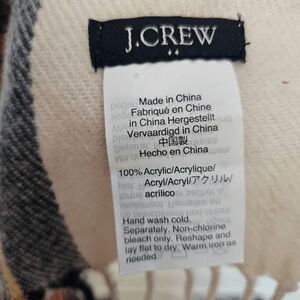 J.CREW
Made in China
Fabriqué en Chine
in China Hergestellt
Vervaardigd in China
中国製
Hecho en China
100% Acrylic/Acrylique/
Acryl/Acryl/アクリル/
acrílico
Hand wash cold.
Separately. Non-chlorine
bleach only. Reshape and
lay flat to dry. Warm iron as
needed.